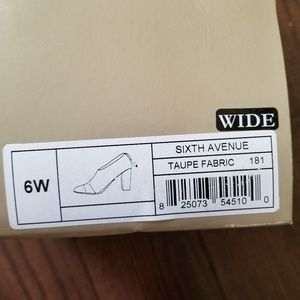 WIDE
SIXTH AVENUE
6W
TAUPE FABRIC 181
8 25073 54510 0